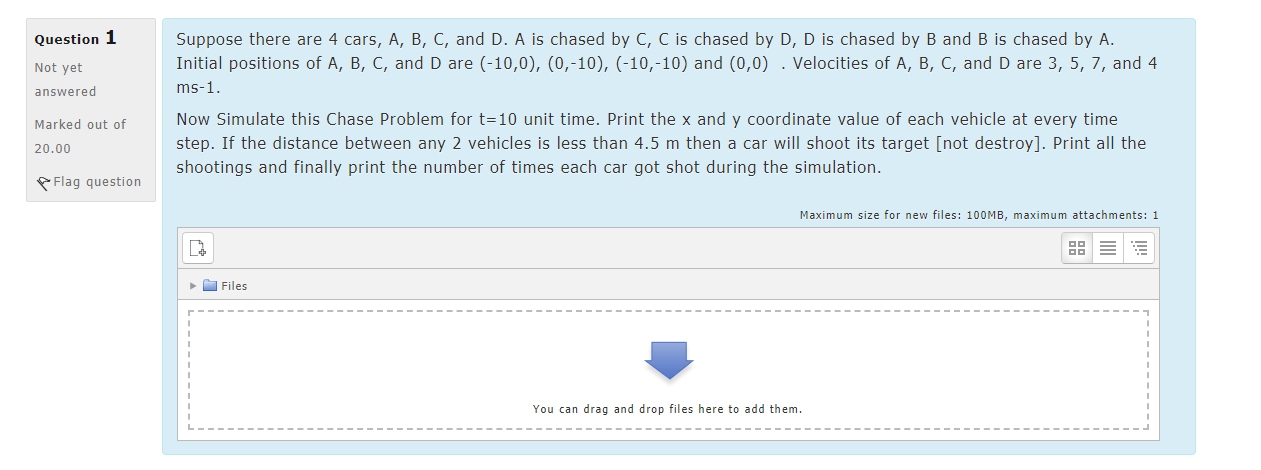 Question 1
Not yet
answered
Marked out of
20.00
Flag question
Suppose there are 4 cars, A, B, C, and D. A is chased by C, C is chased by D, D is chased by B and B is chased by A.
Initial positions of A, B, C, and D are (-10,0), (0,-10), (-10,-10) and (0,0) . Velocities of A, B, C, and D are 3, 5, 7, and 4
ms-1.
Now Simulate this Chase Problem for t=10 unit time. Print the x and y coordinate value of each vehicle at every time
step. If the distance between any 2 vehicles is less than 4.5 m then a car will shoot its target [not destroy]. Print all the
shootings and finally print the number of times each car got shot during the simulation.
Maximum size for new files: 100MB, maximum attachments: 1
Files
You can drag and drop files here to add them.